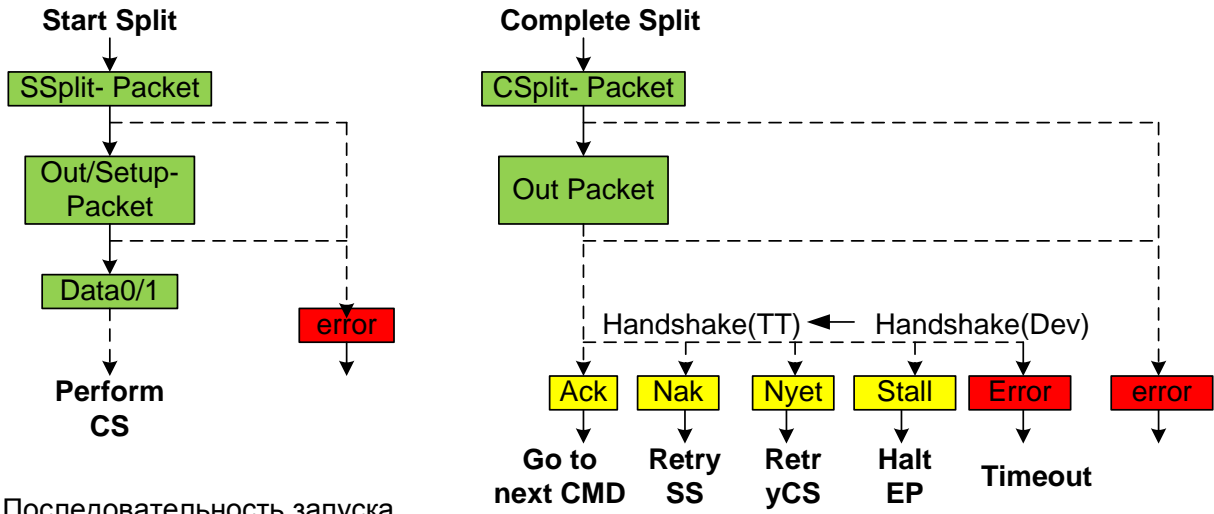 Start Split
SSplit- Packet
Out/Setup-
Packet
Data0/1
error
Perform
CS
Complete Split
CSplit- Packet
Out Packet
Handshake(TT)
Handshake(Dev)
Ack
Nak
Nyet
Stall
Error
error
Go to
next CMD
Retry
SS
Retr
yCS
Halt
EP
Timeout
Последовательность запуска